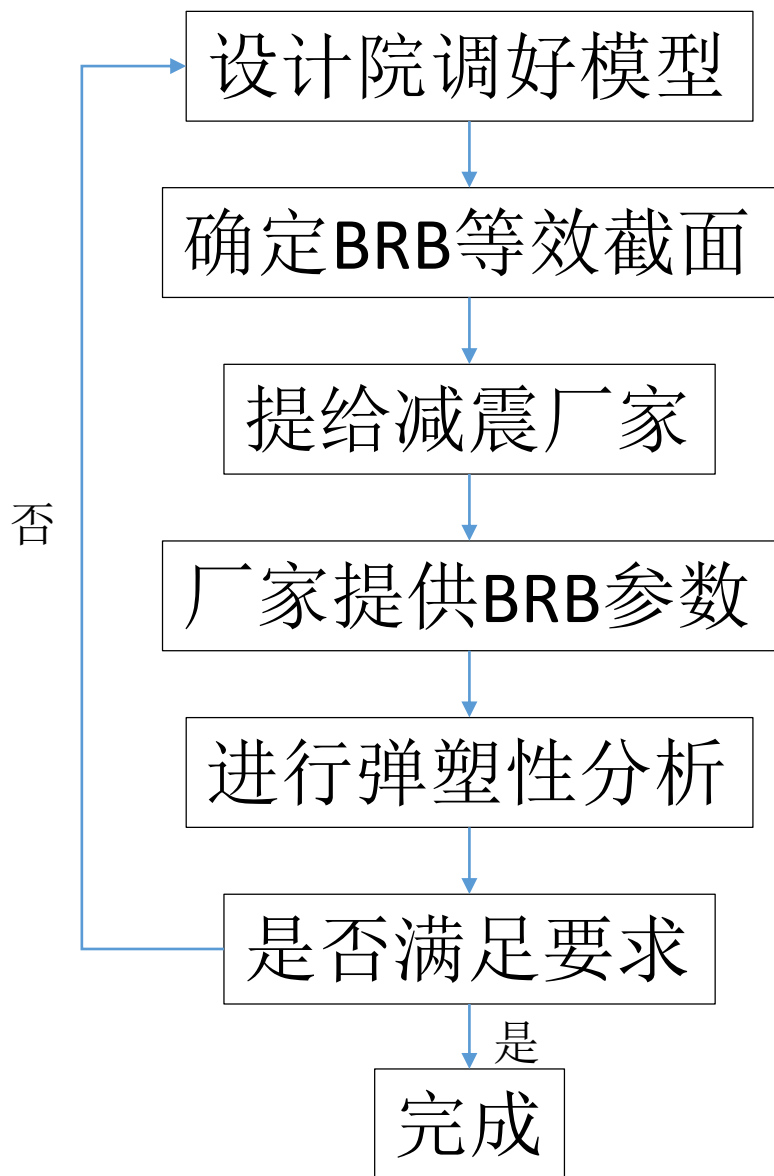 设计院调好模型
确定BRB等效截面
提给减震厂家
否
厂家提供BRB参数
进行弹塑性分析
是否满足要求
是
完成